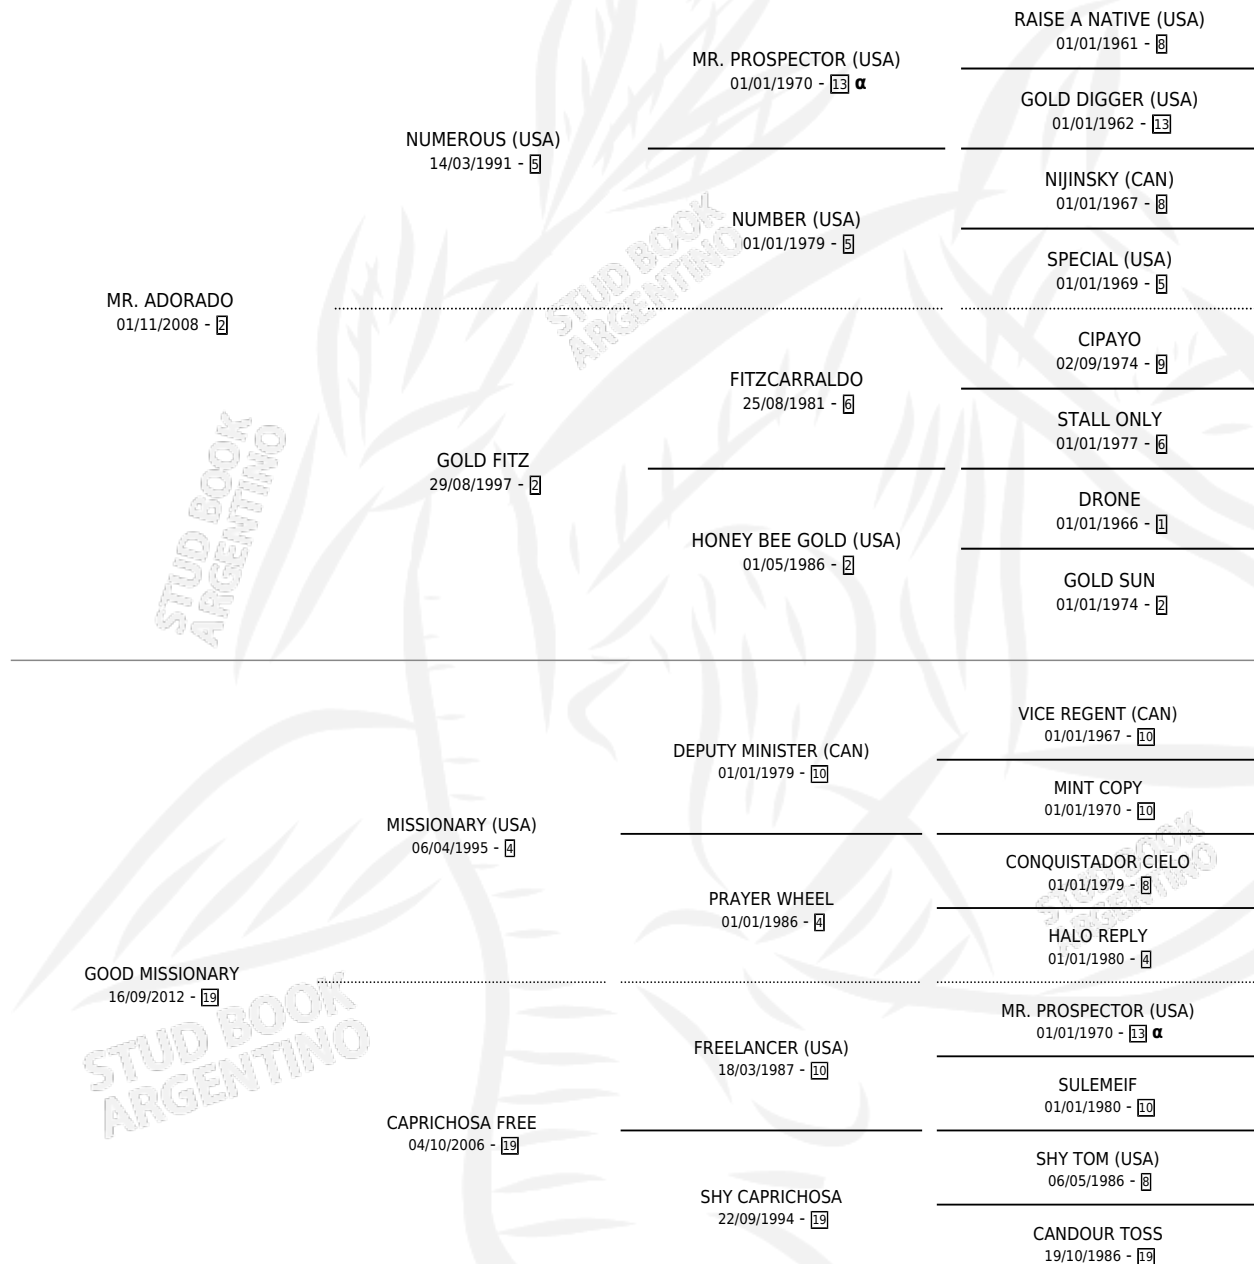 RAISE A NATIVE (USA)
01/01/1961 - 8
MR. PROSPECTOR (USA)
01/01/1970 - 13 α
GOLD DIGGER (USA)
01/01/1962 - 13
NUMEROUS (USA)
14/03/1991 - 5
NIJINSKY (CAN)
01/01/1967 - 8
NUMBER (USA)
01/01/1979 - 5
SPECIAL (USA)
01/01/1969 - 5
MR. ADORADO
01/11/2008 - 2
STUD BOOK
ARGENTINO
CIPAYO
02/09/1974 - 9
FITZCARRALDO
25/08/1981 - 6
STALL ONLY
01/01/1977 - 6
GOLD FITZ
29/08/1997 - 2
STUD BOOK
ARGENTINO
DRONE
01/01/1966 - 1
HONEY BEE GOLD (USA)
01/05/1986 - 2
GOLD SUN
01/01/1974 - 2
VICE REGENT (CAN)
01/01/1967 - 10
DEPUTY MINISTER (CAN)
01/01/1979 - 10
MINT COPY
01/01/1970 - 10
MISSIONARY (USA)
06/04/1995 - 4
STUD BOOK
ARGENTINO
CONQUISTADOR CIELO
01/01/1979 - 8
PRAYER WHEEL
01/01/1986 - 4
HALO REPLY
01/01/1980 - 4
GOOD MISSIONARY
16/09/2012 - 19
STUD BOOK
ARGENTINO
MR. PROSPECTOR (USA)
01/01/1970 - 13 α
FREELANCER (USA)
18/03/1987 - 10
SULEMEIF
01/01/1980 - 10
CAPRICHOSA FREE
04/10/2006 - 19
SHY TOM (USA)
06/05/1986 - 8
SHY CAPRICHOSA
22/09/1994 - 19
CANDOUR TOSS
19/10/1986 - 19